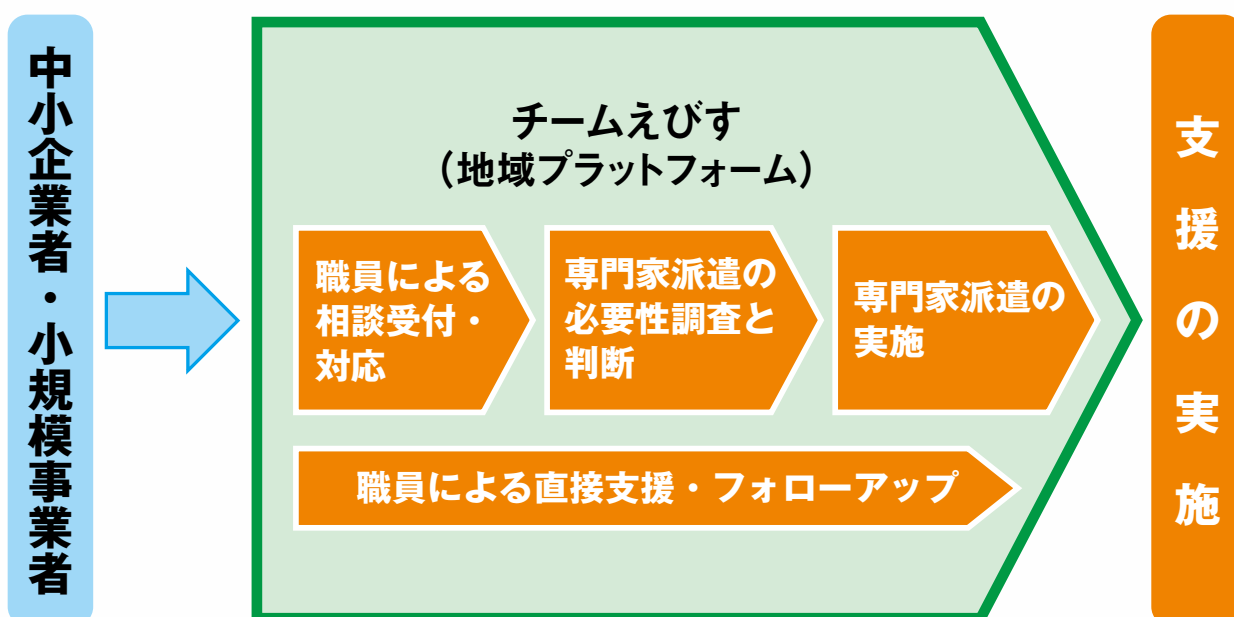 中小企業者・小規模事業者
チームえびす
（地域プラットフォーム）
職員による
相談受付・
対応
専門家派遣の
必要性調査と
判断
専門家派遣の
実施
職員による直接支援・フォローアップ
支援の実施